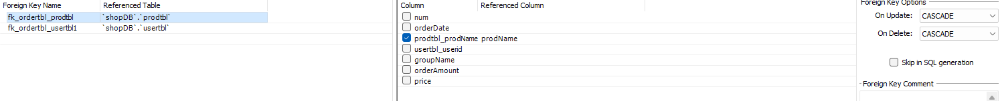 Foreign Key Name Referenced Table Column Referenced Column Foreign Key Options
fk_ordertbl_prodtbl `shopDB`.`prodtbl` num On Update: CASCADE
fk_ordertbl_usertbl1 `shopDB`.`usertbl` orderDate On Delete: CASCADE
prodtbl_prodName prodName
usertbl_userid
groupName Skip in SQL generation
orderAmount
price Foreign Key Comment